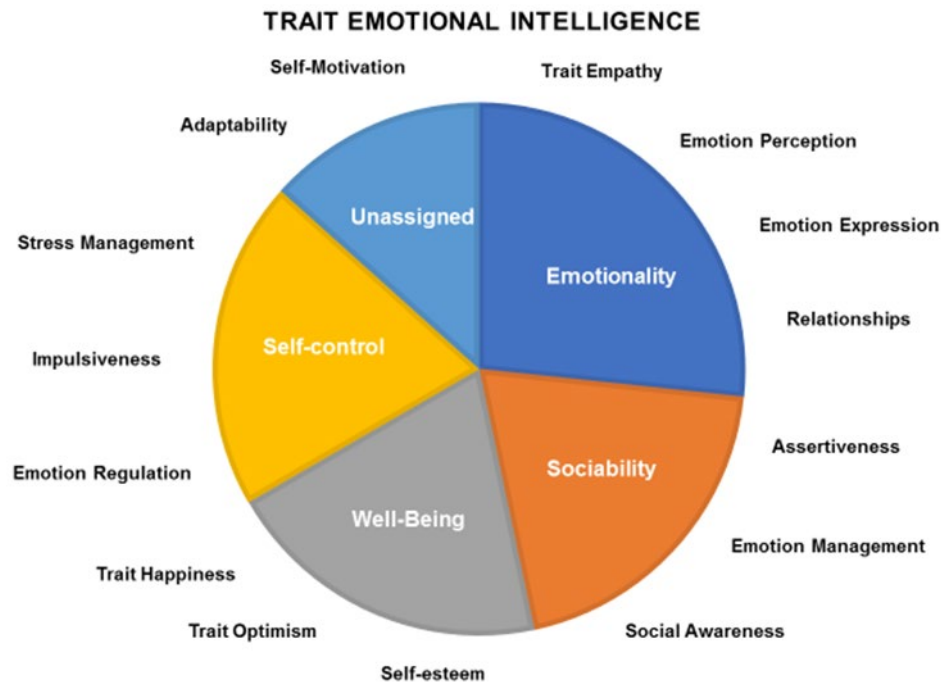 TRAIT EMOTIONAL INTELLIGENCE
Self-Motivation
Trait Empathy
Adaptability
Emotion Perception
Unassigned
Stress Management
Emotion Expression
Emotionality
Relationships
Self-control
Impulsiveness
Assertiveness
Sociability
Emotion Regulation
Well-Being
Emotion Management
Trait Happiness
Trait Optimism
Social Awareness
Self-esteem